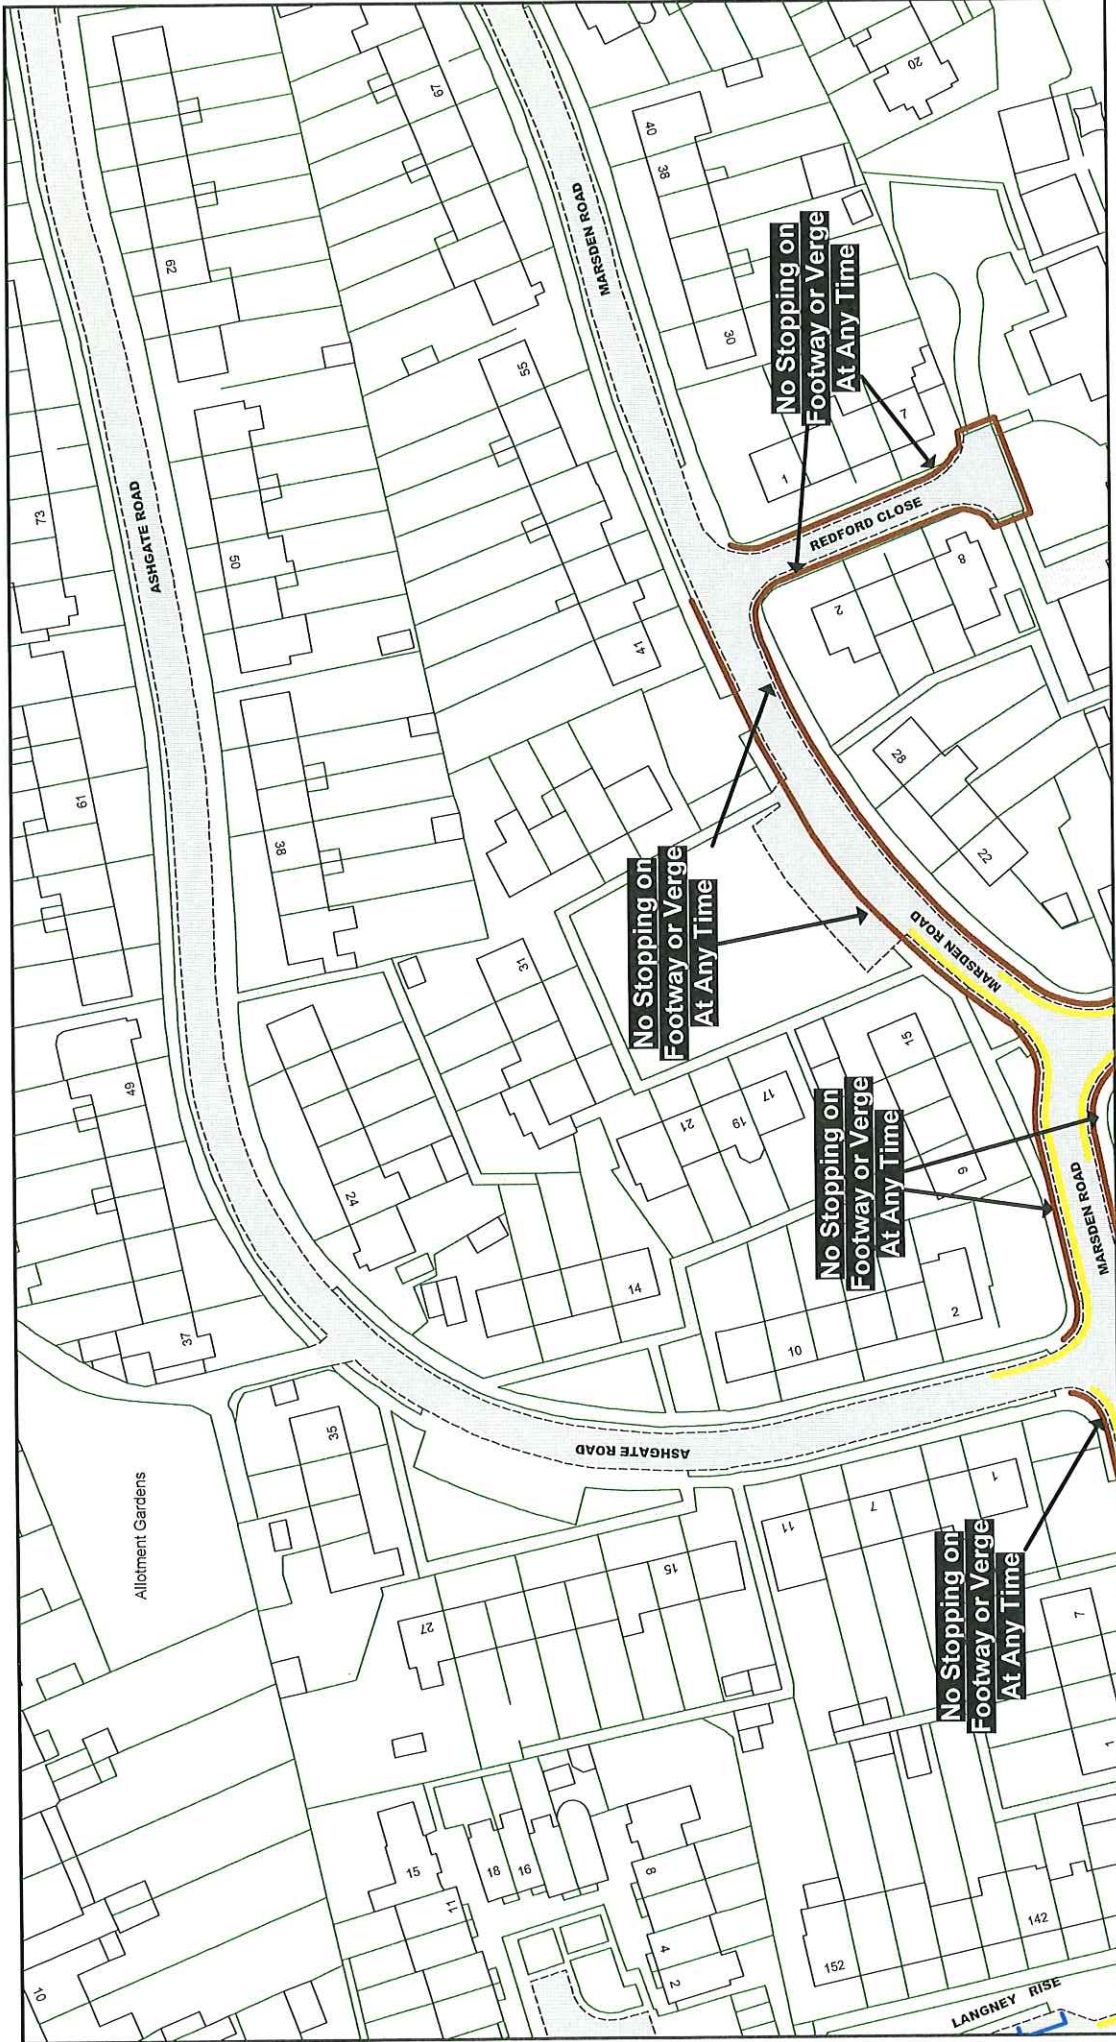 ASHGATE ROAD
MARSDEN ROAD
67
40
38
20
62
30
55
No Stopping on
Footway or Verge
At Any Time
73
50
7
1
REDFORD CLOSE
2
8
41
61
38
28
22
No Stopping on
Footway or Verge
At Any Time
MARSDEN ROAD
31
49
24
21
19
17
15
No Stopping on
Footway or Verge
At Any Time
9
MARSDEN ROAD
37
14
10
2
35
Allotment Gardens
ASHGATE ROAD
11
7
1
27
15
No Stopping on
Footway or Verge
At Any Time
7
1
10
15
11
18
16
8
4
2
152
142
LANGNEY RISE